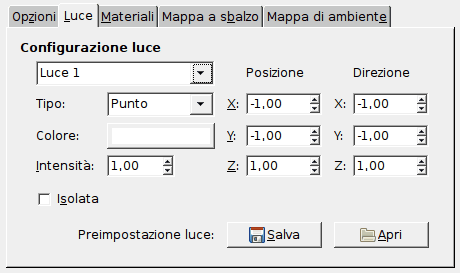 Opzioni Luce Materiali Mappa a sbalzo Mappa di ambiente
Configurazione luce
Luce 1 Posizione Direzione
Tipo: Punto X: -1,00 X: -1,00
Colore: Y: -1,00 Y: -1,00
Intensità: 1,00 Z: 1,00 Z: 1,00
Isolata
Preimpostazione luce: Salva Apri